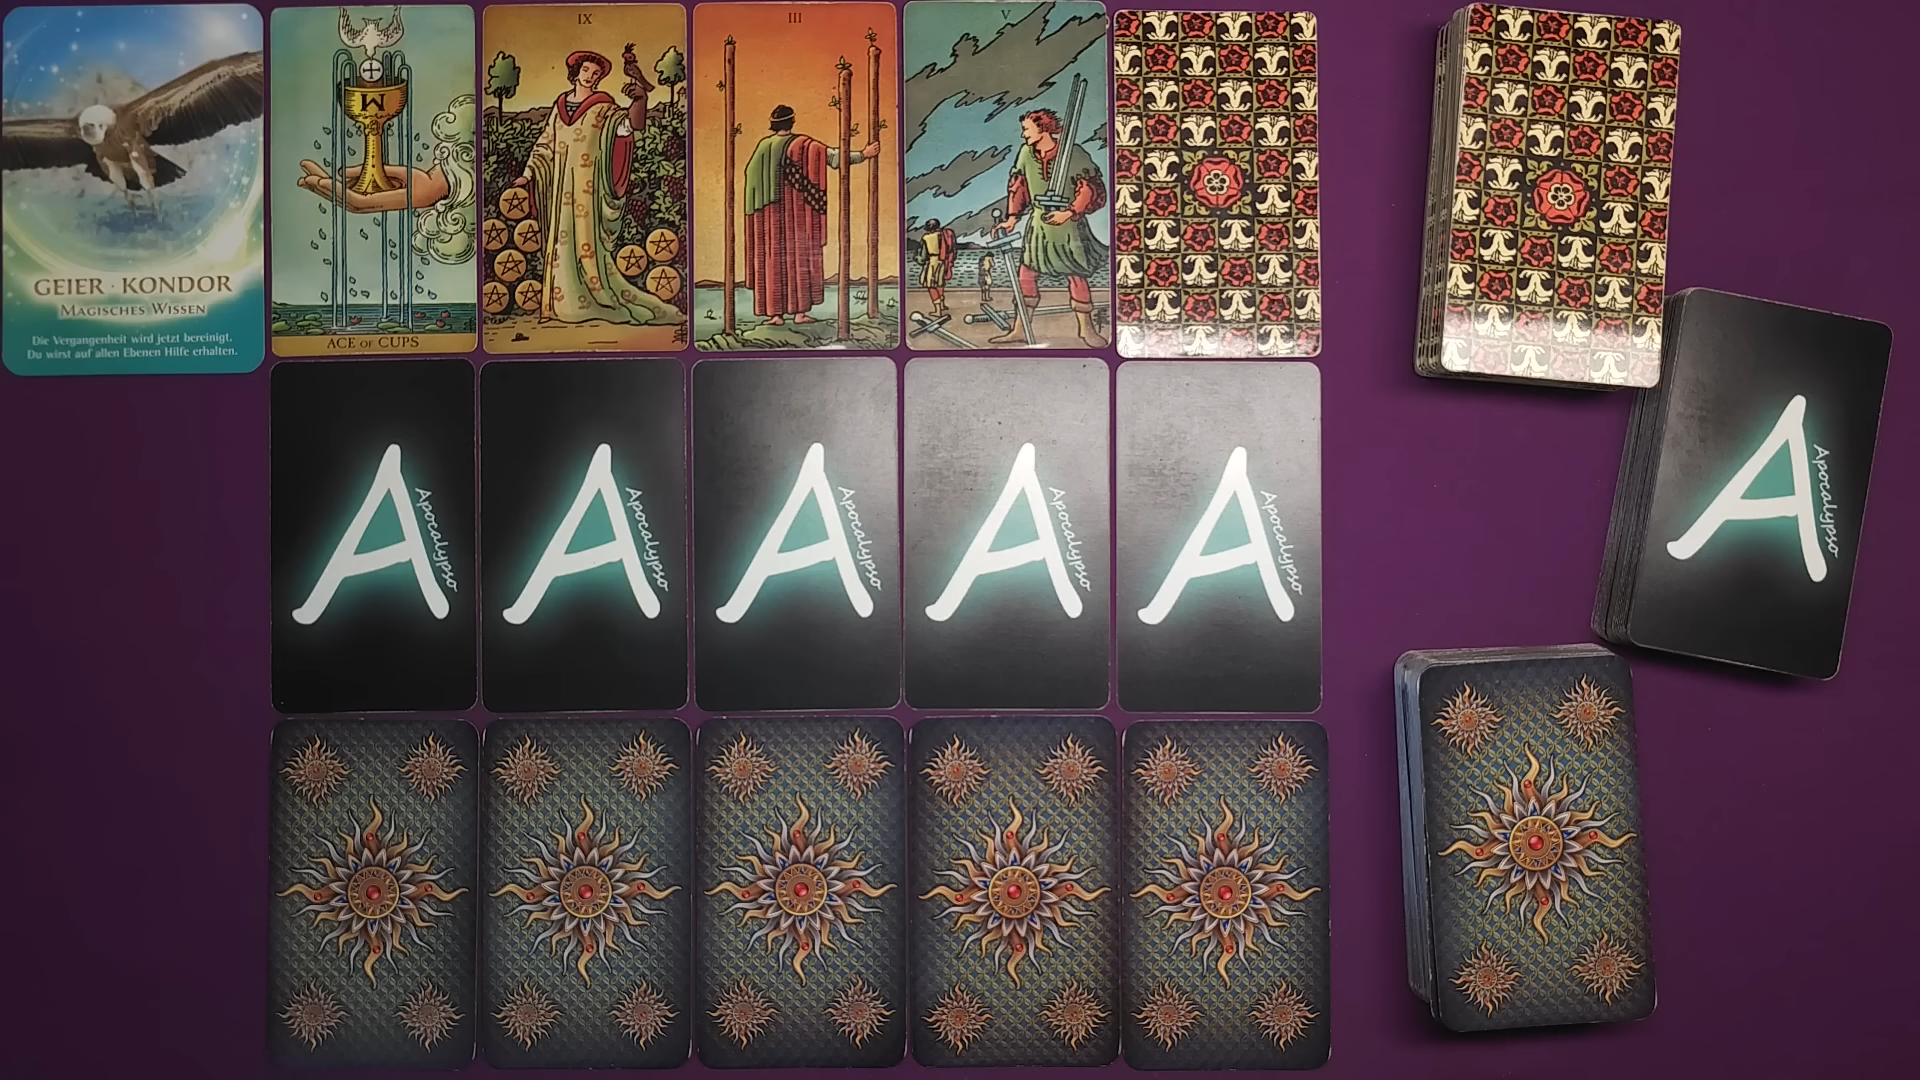 GEIER · KONDOR
MAGISCHES WISSEN
Die Vergangenheit wird jetzt bereinigt.
Du wirst auf allen Ebenen Hilfe erhalten.
W
ACE OF CUPS
IX
III
V
A
Apocalypso
A
Apocalypso
A
Apocalypso
A
Apocalypso
A
Apocalypso
A
Apocalypso